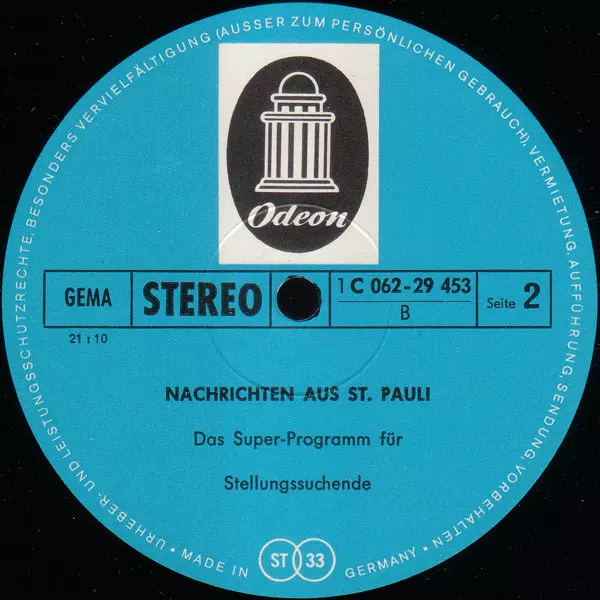 URHEBER- UND LEISTUNGSSCHUTZRECHTE, BESONDERS VERVIELFÄLTIGUNG (AUSSER ZUM PERSÖNLICHEN GEBRAUCH), VERMIETUNG, AUFFÜHRUNG, SENDUNG, VORBEHALTEN
Odeon
GEMA STEREO 1 C 062-29 453 Seite 2
B
21:10
NACHRICHTEN AUS ST. PAULI
Das Super-Programm für
Stellungssuchende
• MADE IN ST 33 GERMANY •